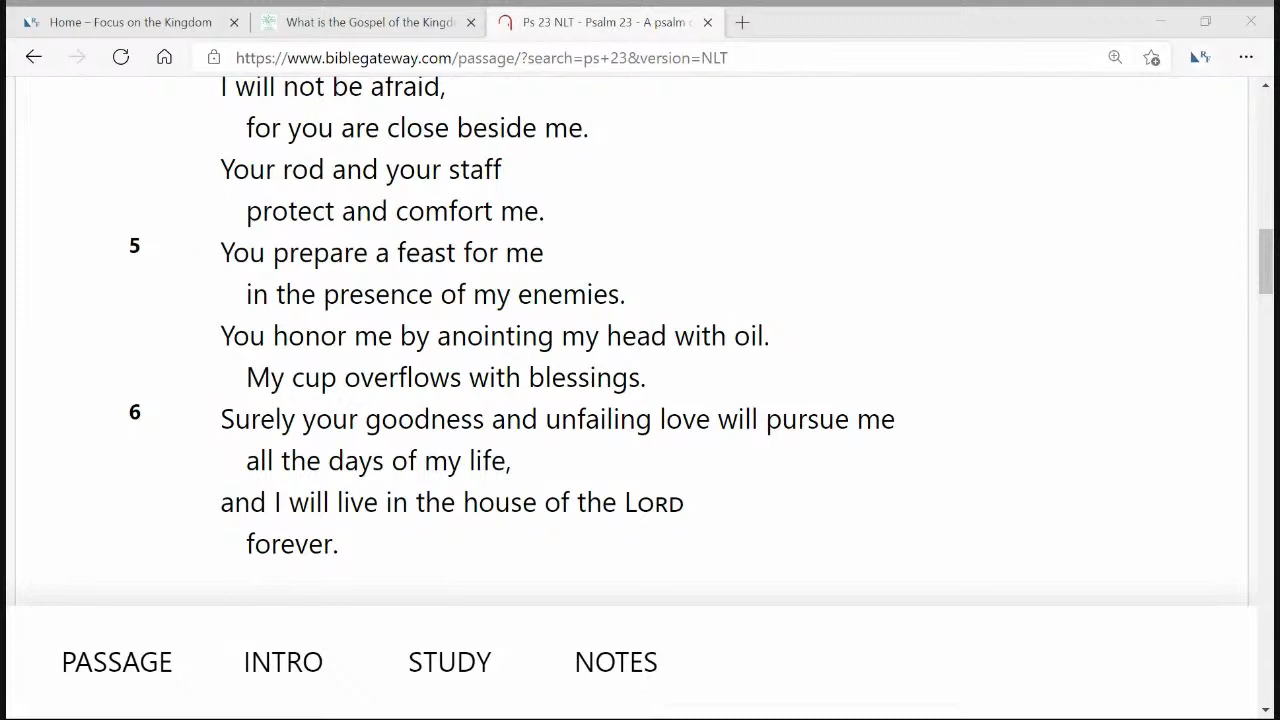 Home – Focus on the Kingdom
What is the Gospel of the Kingd
Ps 23 NLT - Psalm 23 - A psalm
https://www.biblegateway.com/passage/?search=ps+23&version=NLT
I will not be afraid,
for you are close beside me.
Your rod and your staff
protect and comfort me.
5 You prepare a feast for me
in the presence of my enemies.
You honor me by anointing my head with oil.
My cup overflows with blessings.
6 Surely your goodness and unfailing love will pursue me
all the days of my life,
and I will live in the house of the LORD
forever.
PASSAGE INTRO STUDY NOTES